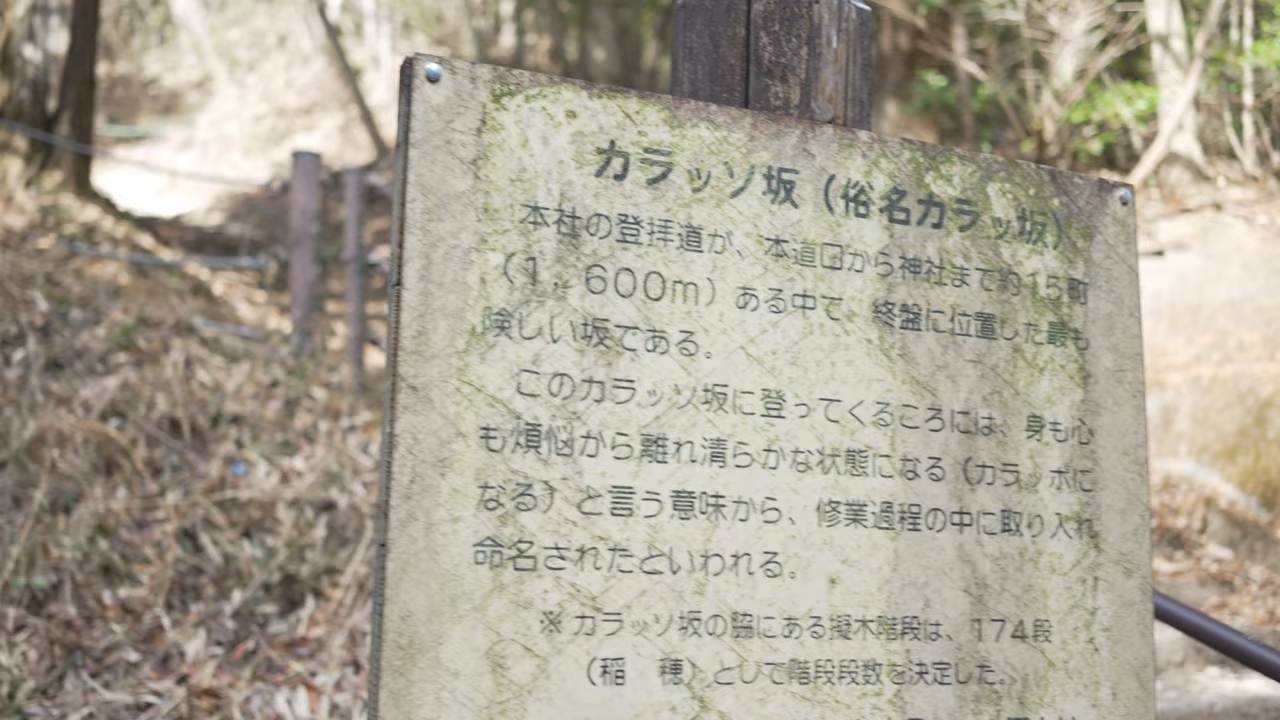 カラッソ坂（俗名カラッ坂）
本社の登拝道が、本道口から神社まで約15町
（1，600m）ある中で、終盤に位置した最も
険しい坂である。
このカラッソ坂に登ってくるころには、身も心
も煩悩から離れ清らかな状態になる（カラッポに
なる）と言う意味から、修業過程の中に取り入れ
命名されたといわれる。
※カラッソ坂の脇にある擬木階段は、174段
（稲　穂）として階段段数を決定した。